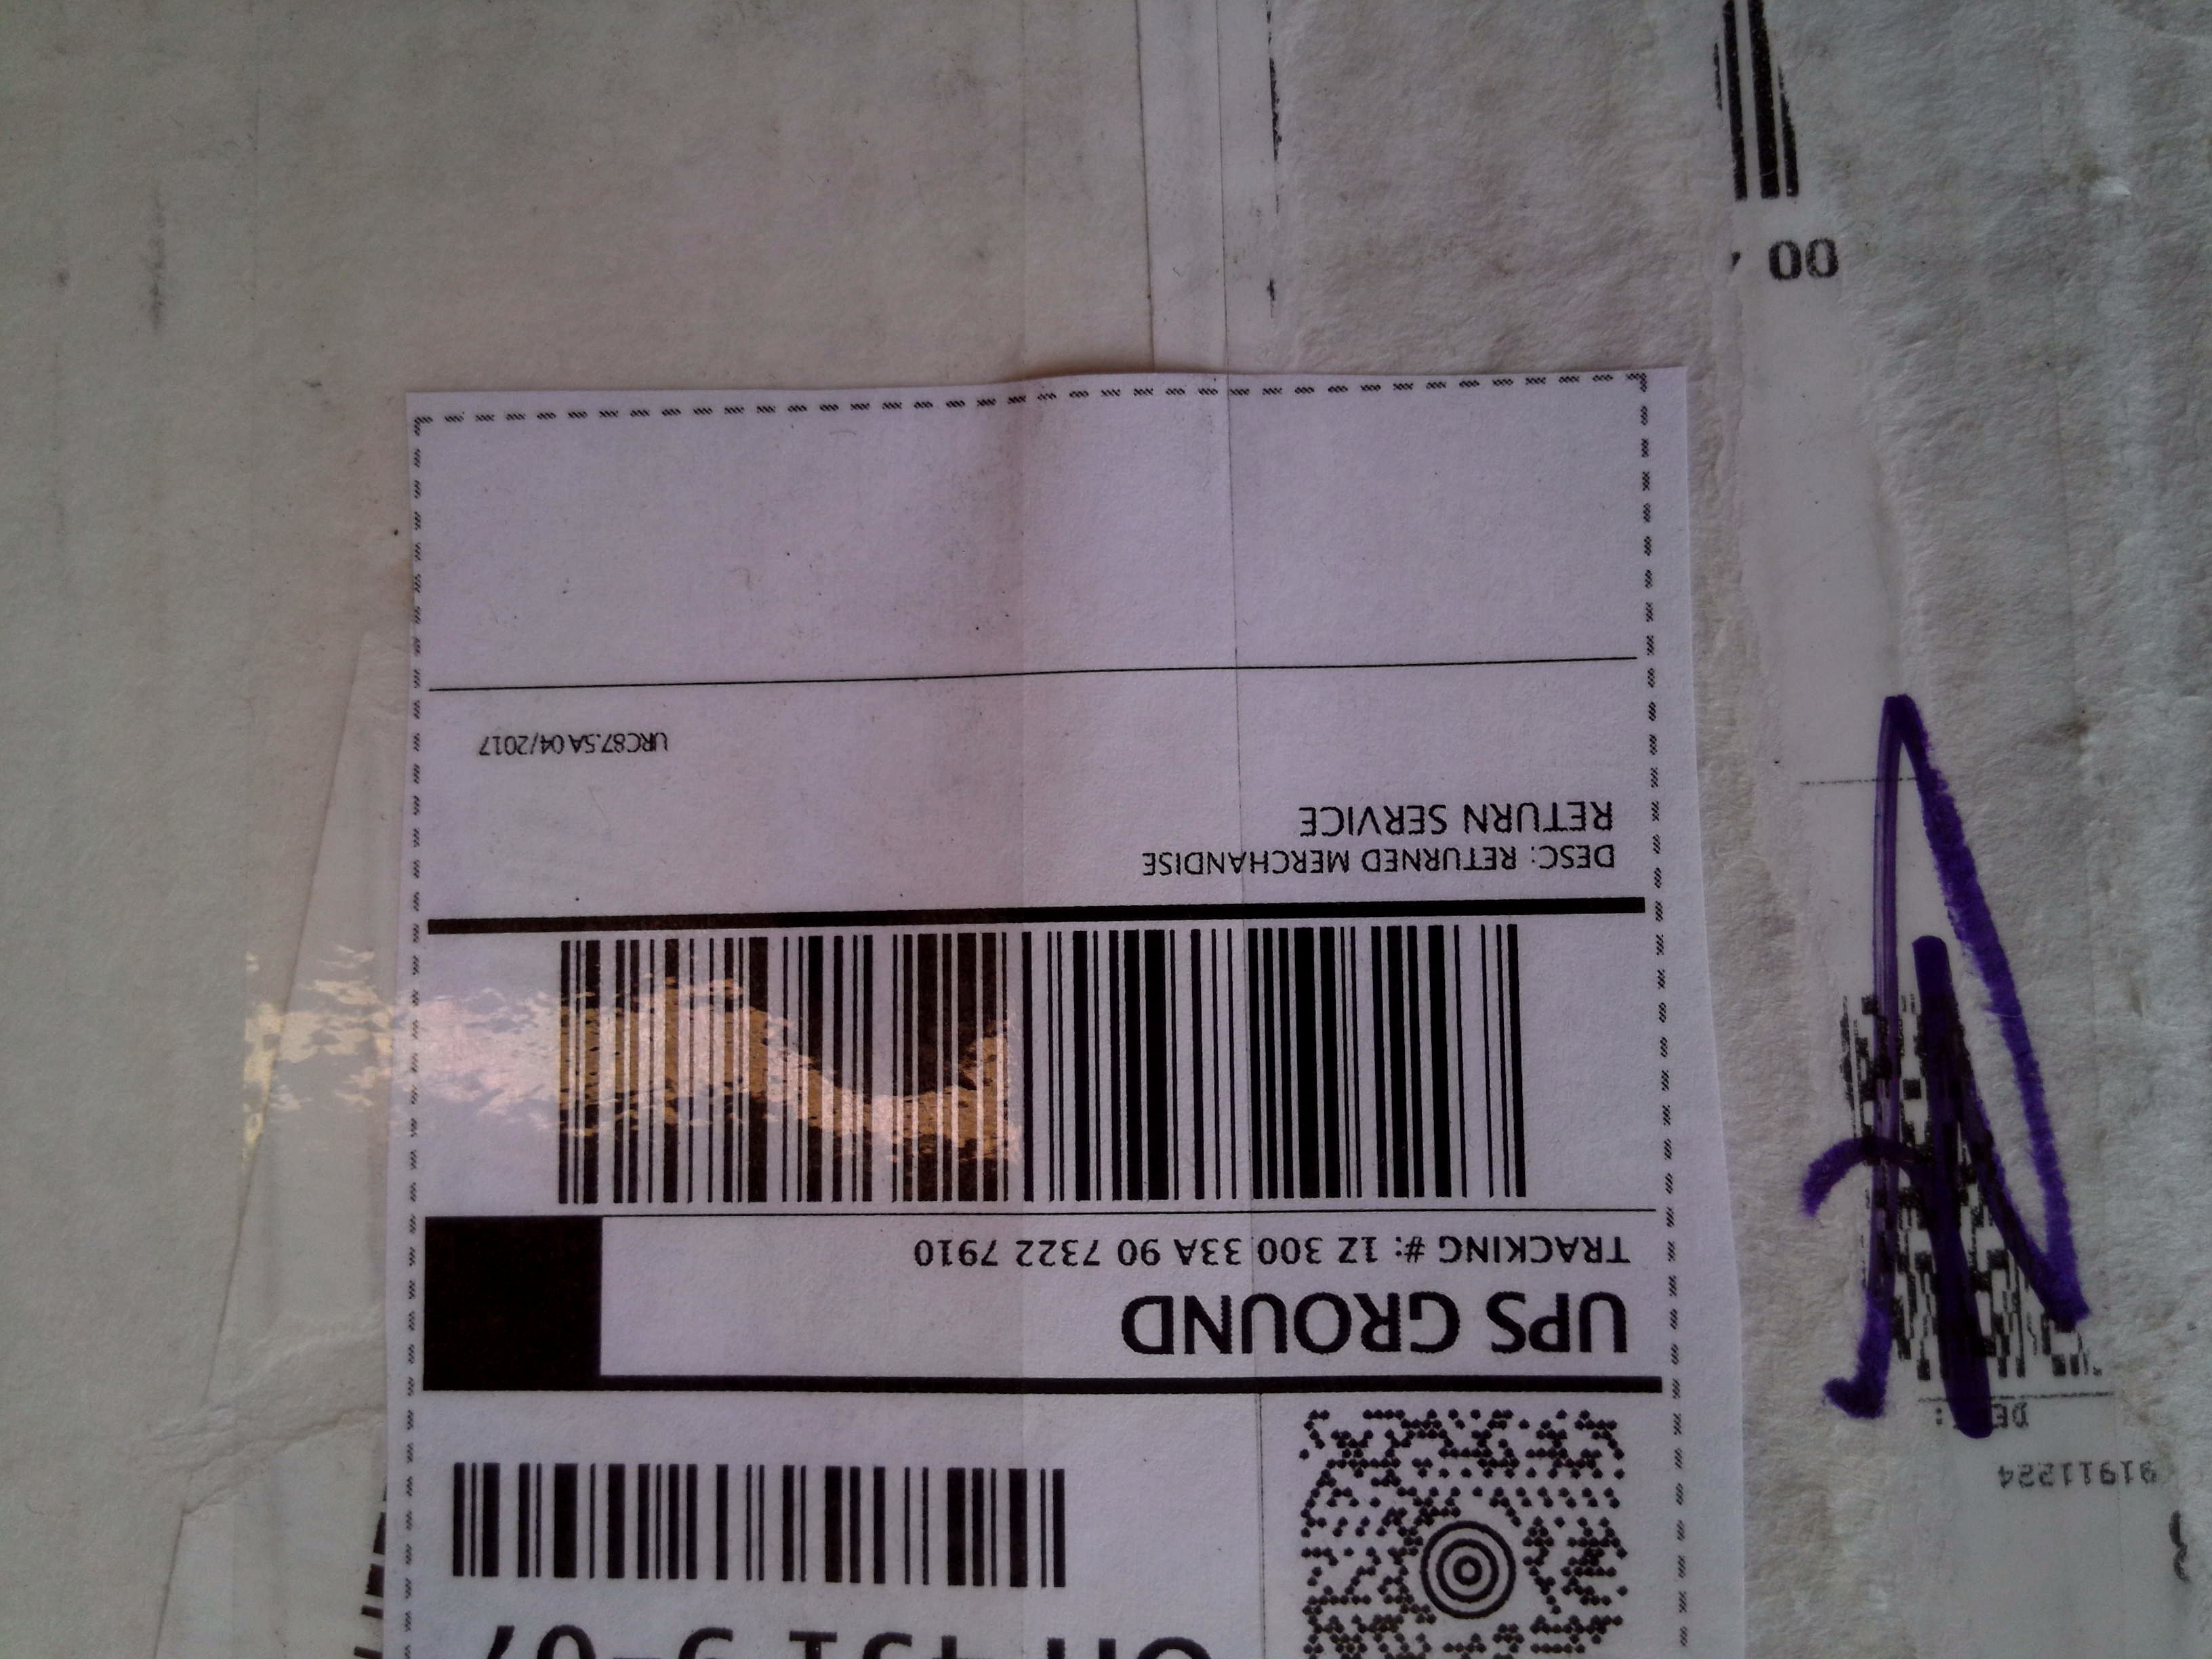 UPS GROUND
TRACKING #: 1Z 300 33A 90 7322 7910
DESC: RETURNED MERCHANDISE
RETURN SERVICE
URC87.5A 04/2017
00
91911224